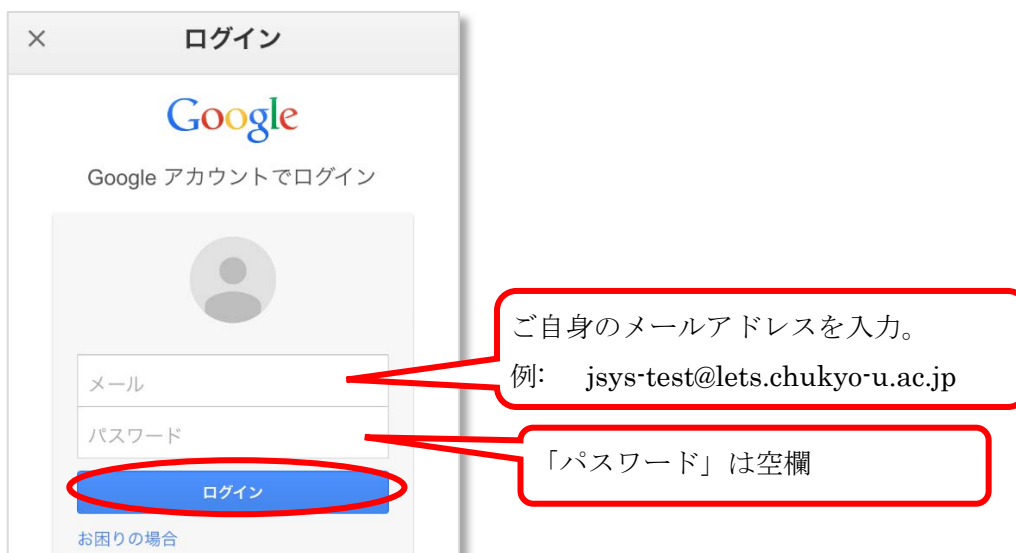 × ログイン
Google
Google アカウントでログイン
ご自身のメールアドレスを入力。
例: jsys-test@lets.chukyo-u.ac.jp
メール
パスワード
「パスワード」は空欄
ログイン
お困りの場合